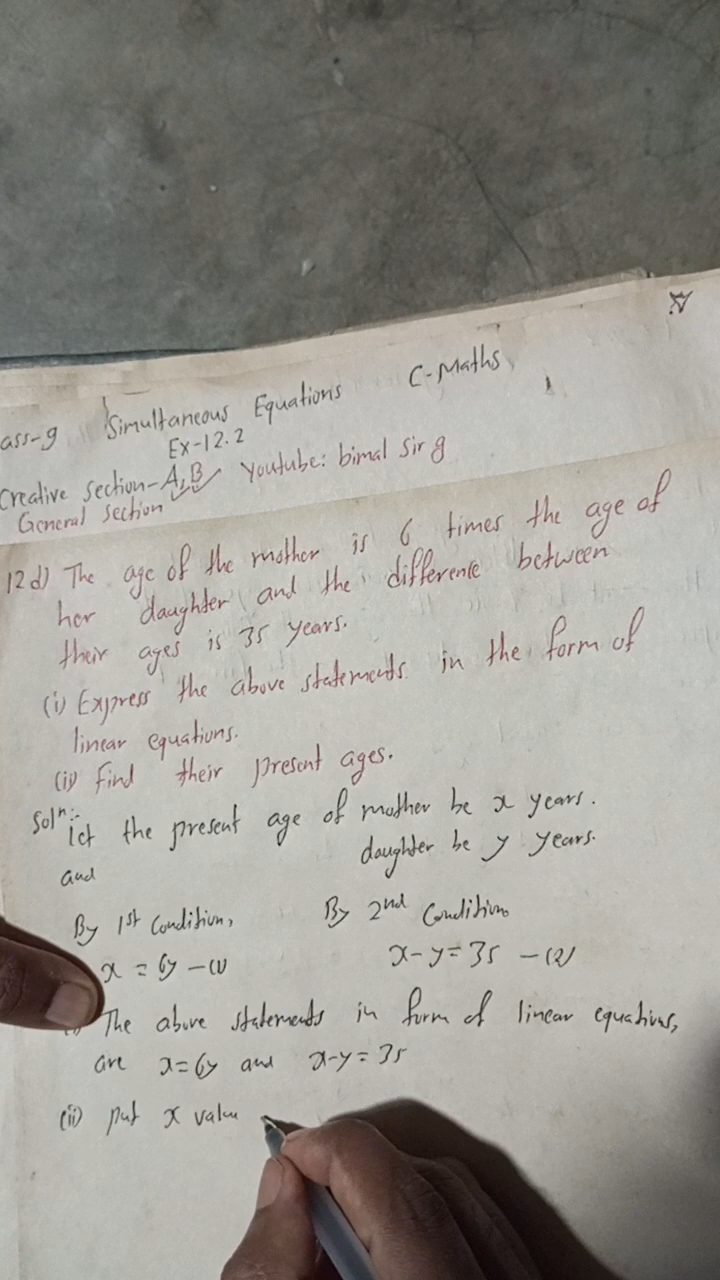 ass-9 Simultaneous Equations C-Maths
Ex-12.2
Creative Section-A,B Youtube: bimal Sir g
General Section
12d) The age of the mother is 6 times the age of
her daughter and the difference between
their ages is 35 years.
(i) Express the above statements in the form of
linear equations.
(ii) Find their present ages.
Solⁿ:- let the present age of mother be x years.
and daughter be y years.
By 1st Condition, By 2nd Condition
x = 6y -(1) x-y=35 -(2)
The above statements in form of linear equations,
are x=6y and x-y=35
(ii) put x value